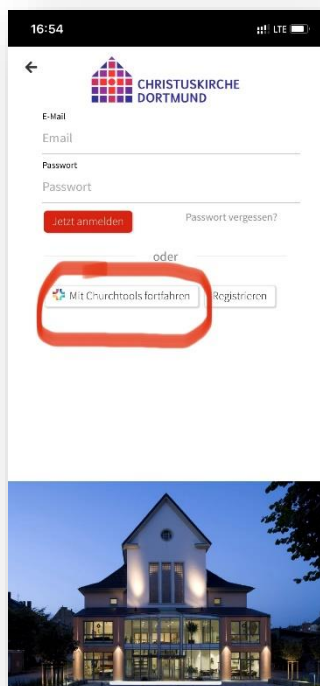 16:54 LTE
CHRISTUSKIRCHE
DORTMUND
E-Mail
Email
Passwort
Passwort
Jetzt anmelden Passwort vergessen?
oder
Mit Churchtools fortfahren Registrieren